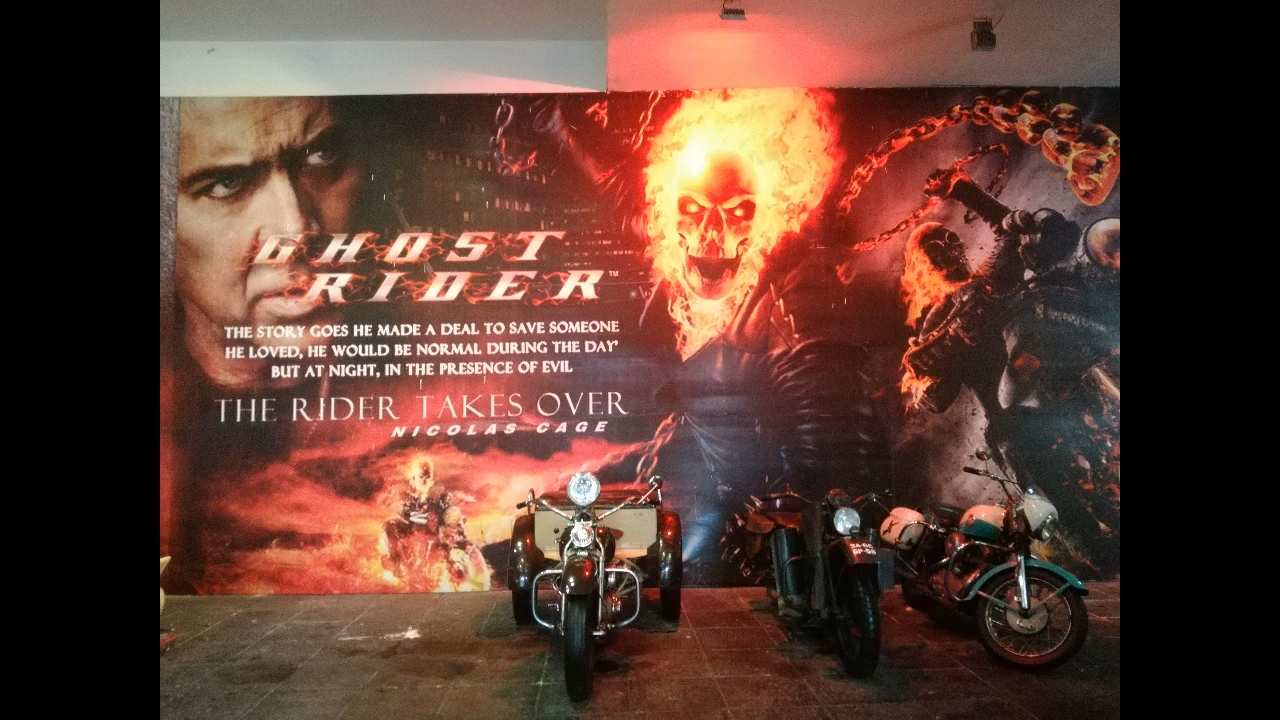 GHOST
RIDER™
THE STORY GOES HE MADE A DEAL TO SAVE SOMEONE
HE LOVED, HE WOULD BE NORMAL DURING THE DAY'
BUT AT NIGHT, IN THE PRESENCE OF EVIL
THE RIDER TAKES OVER
NICOLAS CAGE